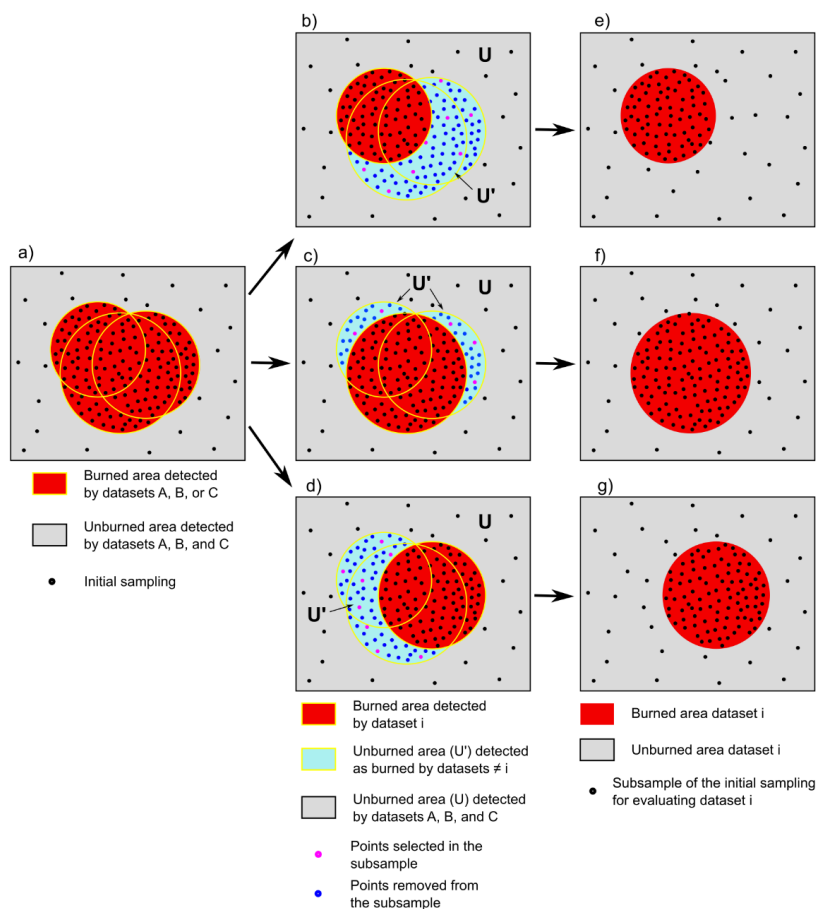 b)
e)
U
U'
a)
c)
f)
U'
U
Burned area detected
by datasets A, B, or C
Unburned area detected
by datasets A, B, and C
Initial sampling
d)
g)
U
U'
Burned area detected
by dataset i
Unburned area (U') detected
as burned by datasets ≠ i
Unburned area (U) detected
by datasets A, B, and C
Points selected in the
subsample
Points removed from
the subsample
Burned area dataset i
Unburned area dataset i
Subsample of the initial sampling
for evaluating dataset i